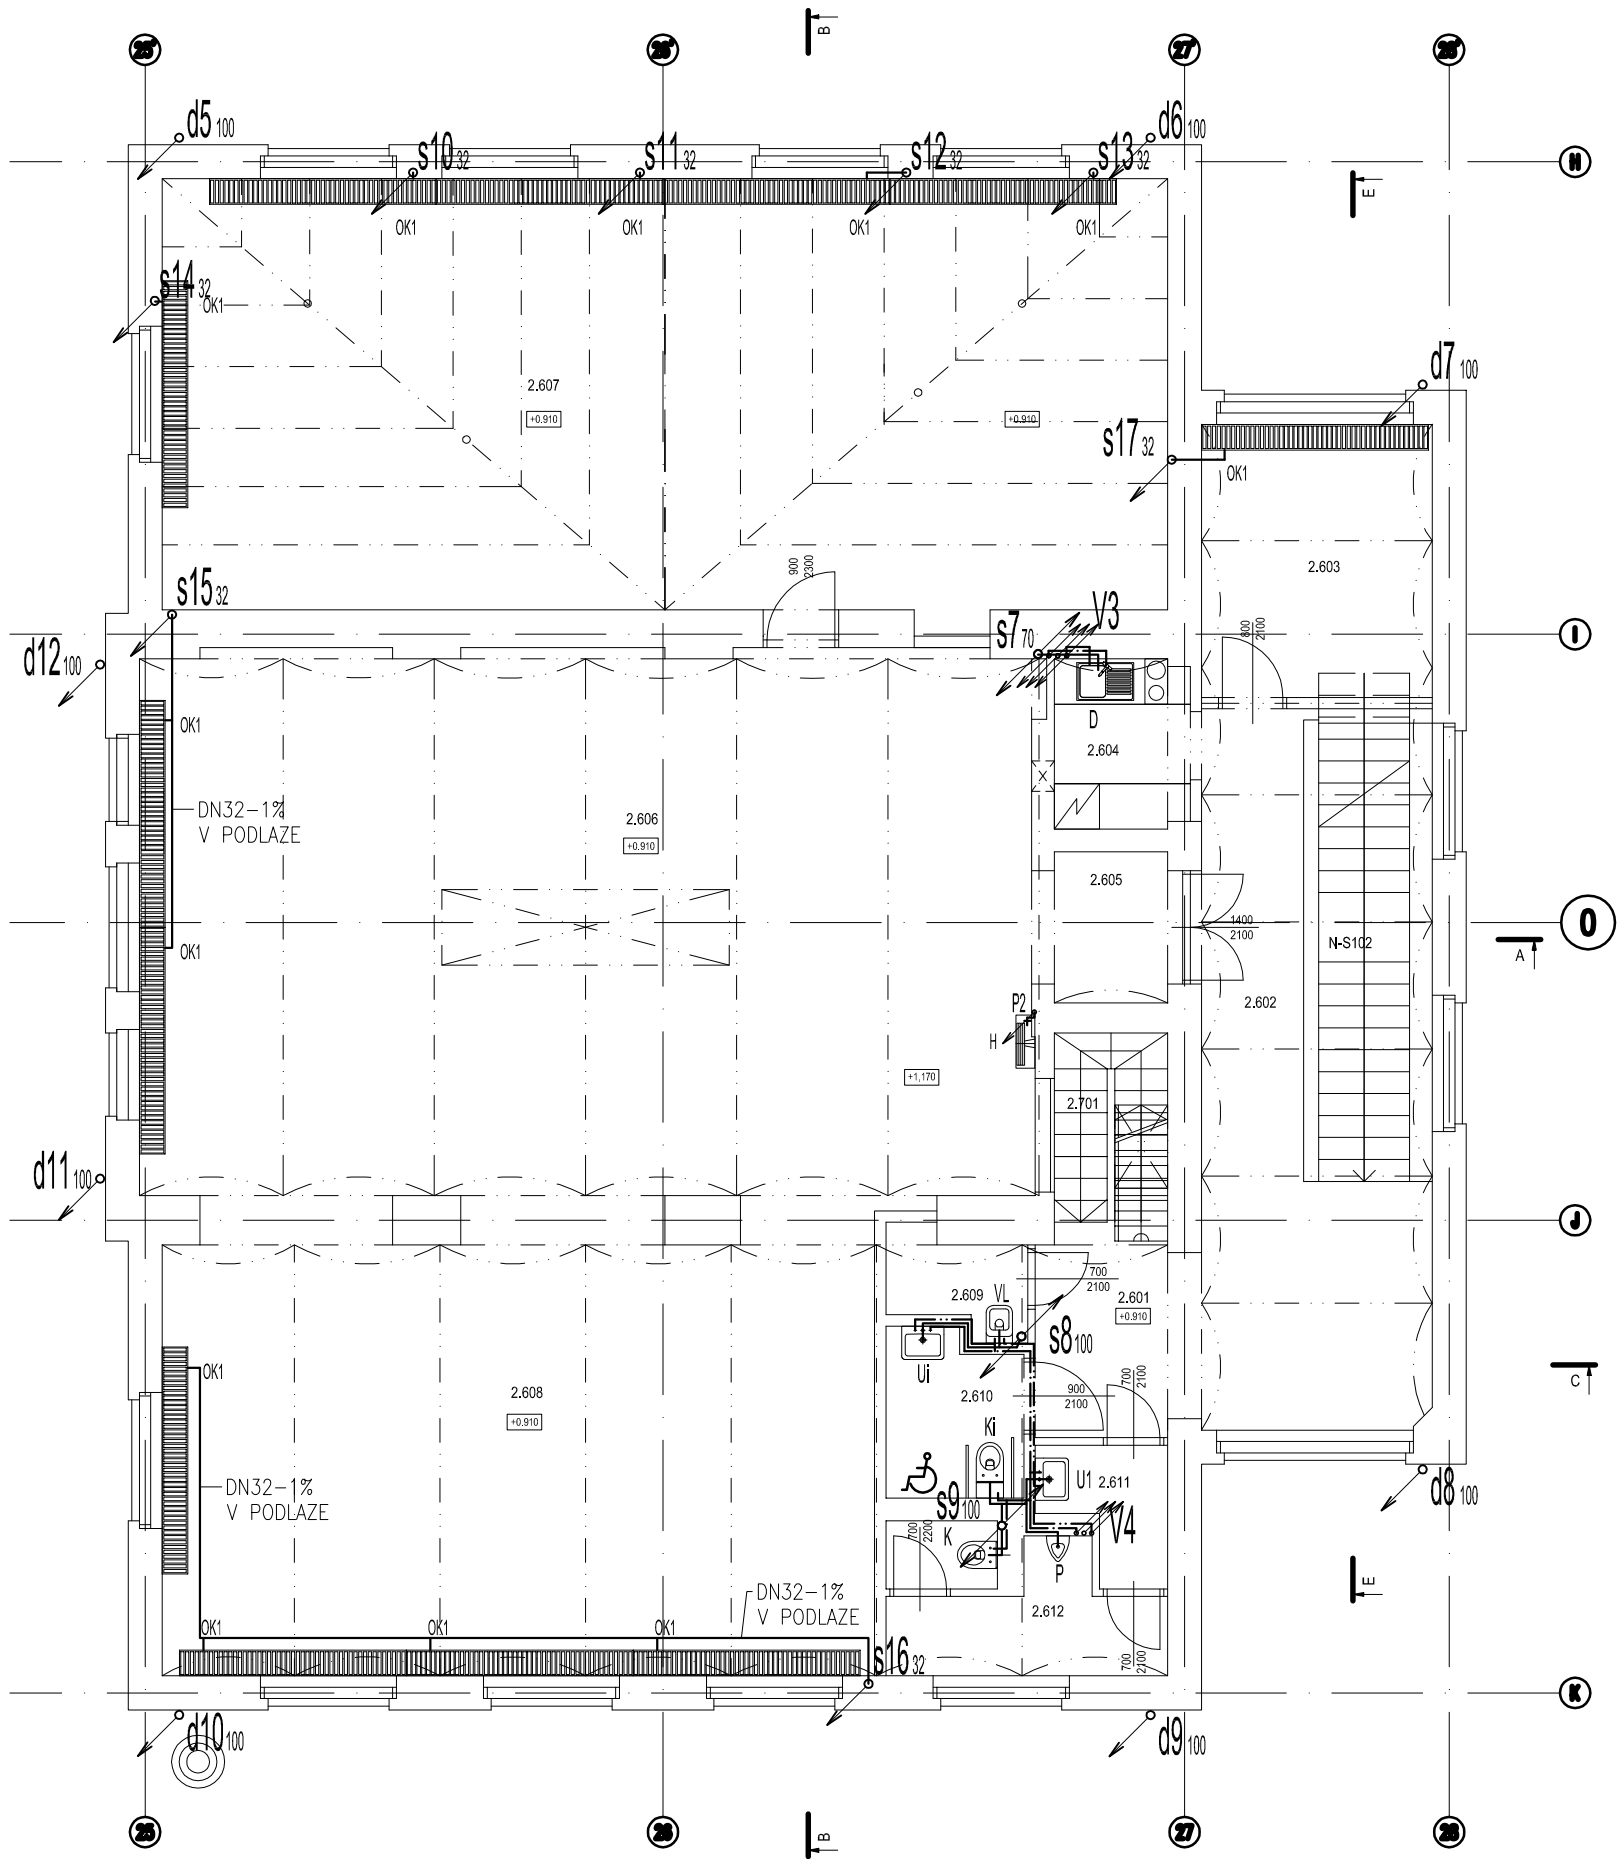 B
25'
26'
27'
28'
d5 100
s10 32
s11 32
s12 32
s13 32
d6 100
H
E
OK1
OK1
OK1
OK1
s14 32
OK1
2.607
+0.910
+0.910
s17 32
OK1
d7 100
2.603
900
2300
s15 32
d12 100
s7 70
V3
800
2100
I
D
2.604
OK1
DN32-1%
V PODLAZE
2.606
+0.910
2.605
1400
2100
N-S102
0
A
OK1
2.602
P2
H
+1,170
2.701
d11 100
J
700
2100
2.609
VL
2.601
+0.910
s8 100
Ui
OK1
2.608
+0.910
2.610
900
2100
700
2100
C
Ki
U1
2.611
DN32-1%
V PODLAZE
s9 100
K
700
2200
V4
P
d8 100
E
DN32-1%
V PODLAZE
2.612
OK1
OK1
OK1
s16 32
700
2100
K
d10 100
d9 100
25
26
27
28
B